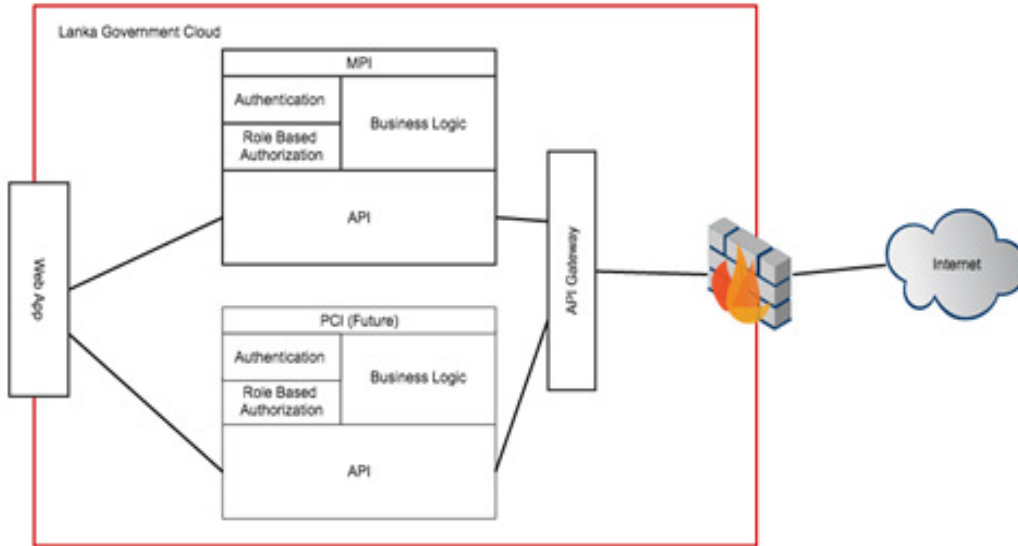 Lanka Government Cloud
MPI
Authentication
Business Logic
Role Based
Authorization
API
Web App
API Gateway
Internet
PCI (Future)
Authentication
Business Logic
Role Based
Authorization
API